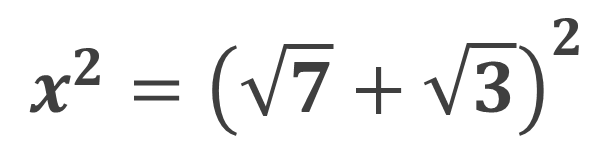 x² = (√7 + √3)²